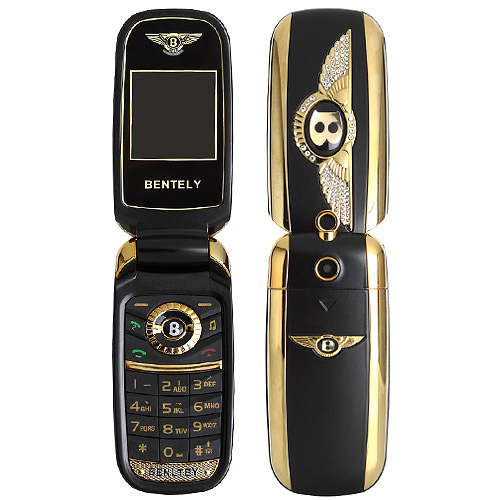 B
BENTELY
B
1 -
2 ABC
3 DEF
4 GHI
5 JKL
6 MNO
7 PQRS
8 TUV
9 WXYZ
*
0
#
BENTLEY
B
B